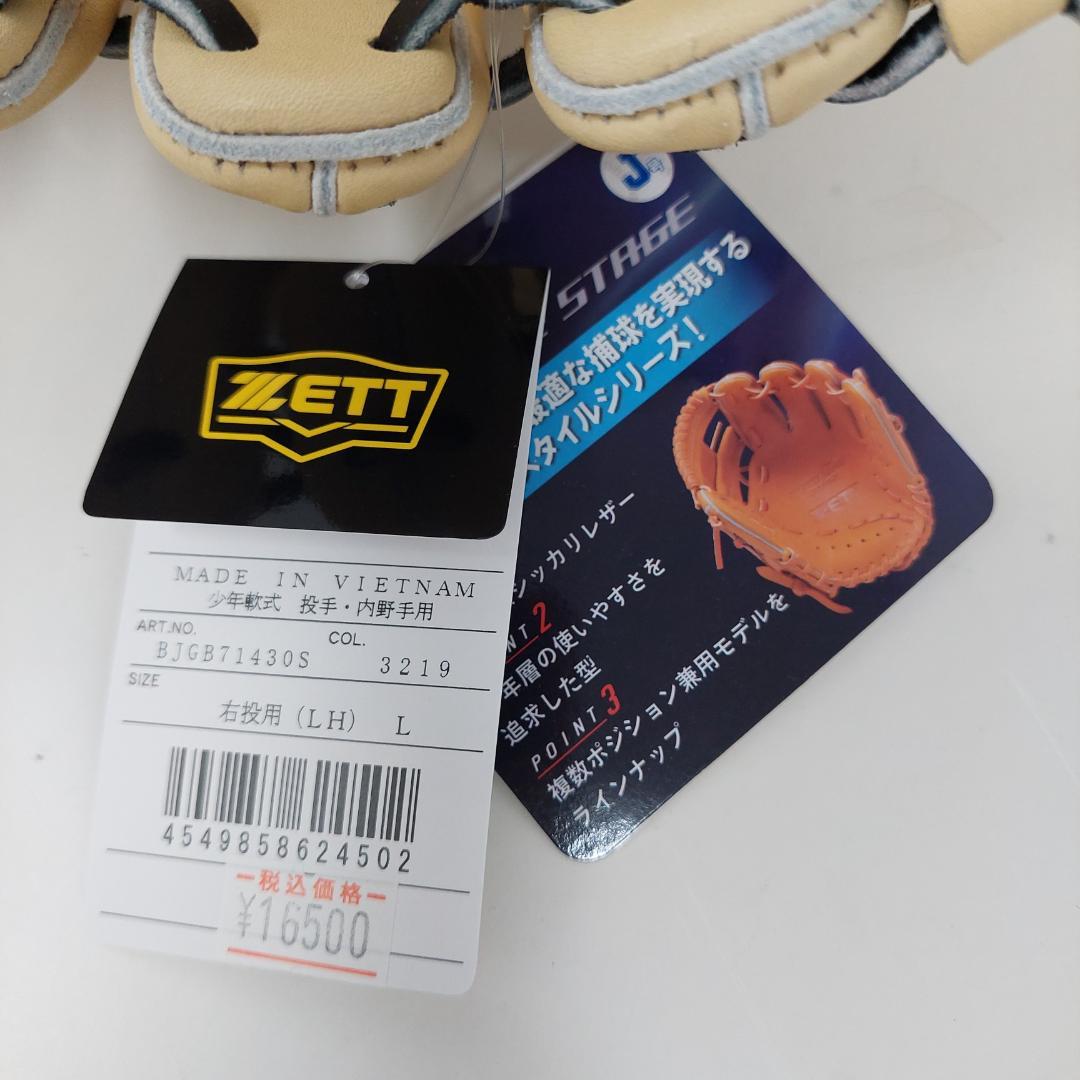 ZETT
MADE IN VIETNAM
少年軟式 投手・内野手用
ART.NO.
COL.
BJGB71430S
3219
SIZE
右投用(LH) L
4549858624502
税込価格
¥16500
J号
STAGE
最適な捕球を実現する
スタイルシリーズ!
シッカリレザー
2
年層の使いやすさを
追求した型
POINT 3
複数ポジション兼用モデルを
ラインナップ
ZETT